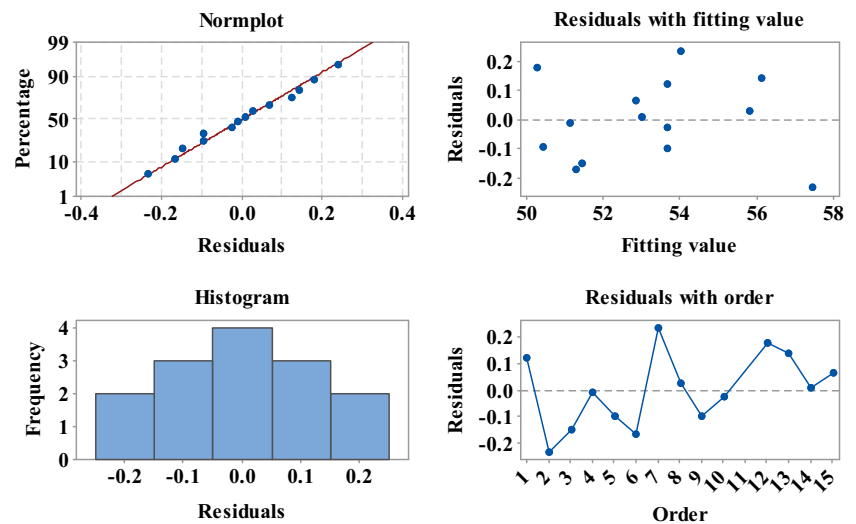 Normplot
99
90
50
10
1
Percentage
-0.4 -0.2 0.0 0.2 0.4
Residuals
Residuals with fitting value
0.2
0.1
0.0
-0.1
-0.2
Residuals
50 52 54 56 58
Fitting value
Histogram
4
3
2
1
0
Frequency
-0.2 -0.1 0.0 0.1 0.2
Residuals
Residuals with order
0.2
0.1
0.0
-0.1
-0.2
Residuals
1 2 3 4 5 6 7 8 9 10 11 12 13 14 15
Order